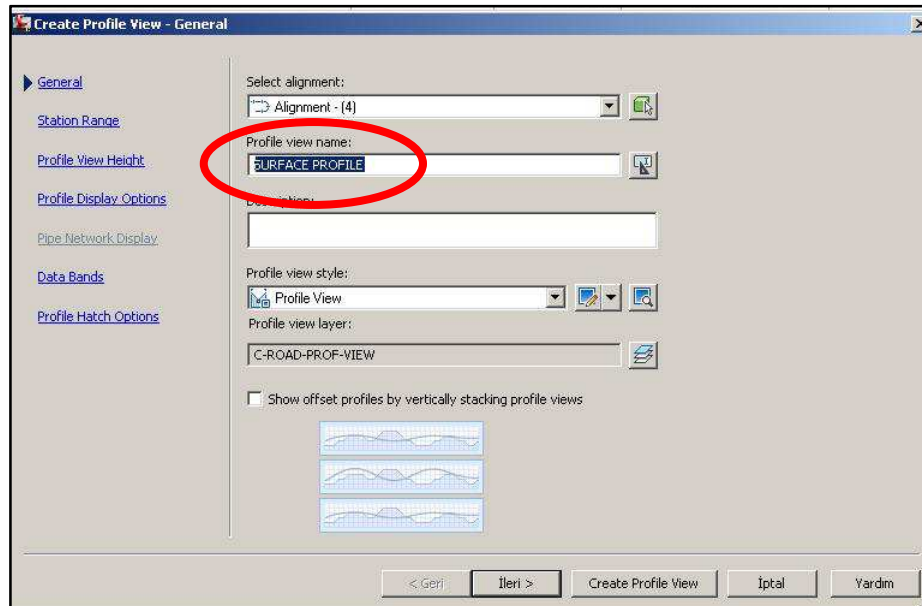 Create Profile View - General
General
Station Range
Profile View Height
Profile Display Options
Pipe Network Display
Data Bands
Profile Hatch Options
Select alignment:
Alignment - (4)
Profile view name:
SURFACE PROFILE
Description:
Profile view style:
Profile View
Profile view layer:
C-ROAD-PROF-VIEW
Show offset profiles by vertically stacking profile views
< Geri
İleri >
Create Profile View
İptal
Yardım